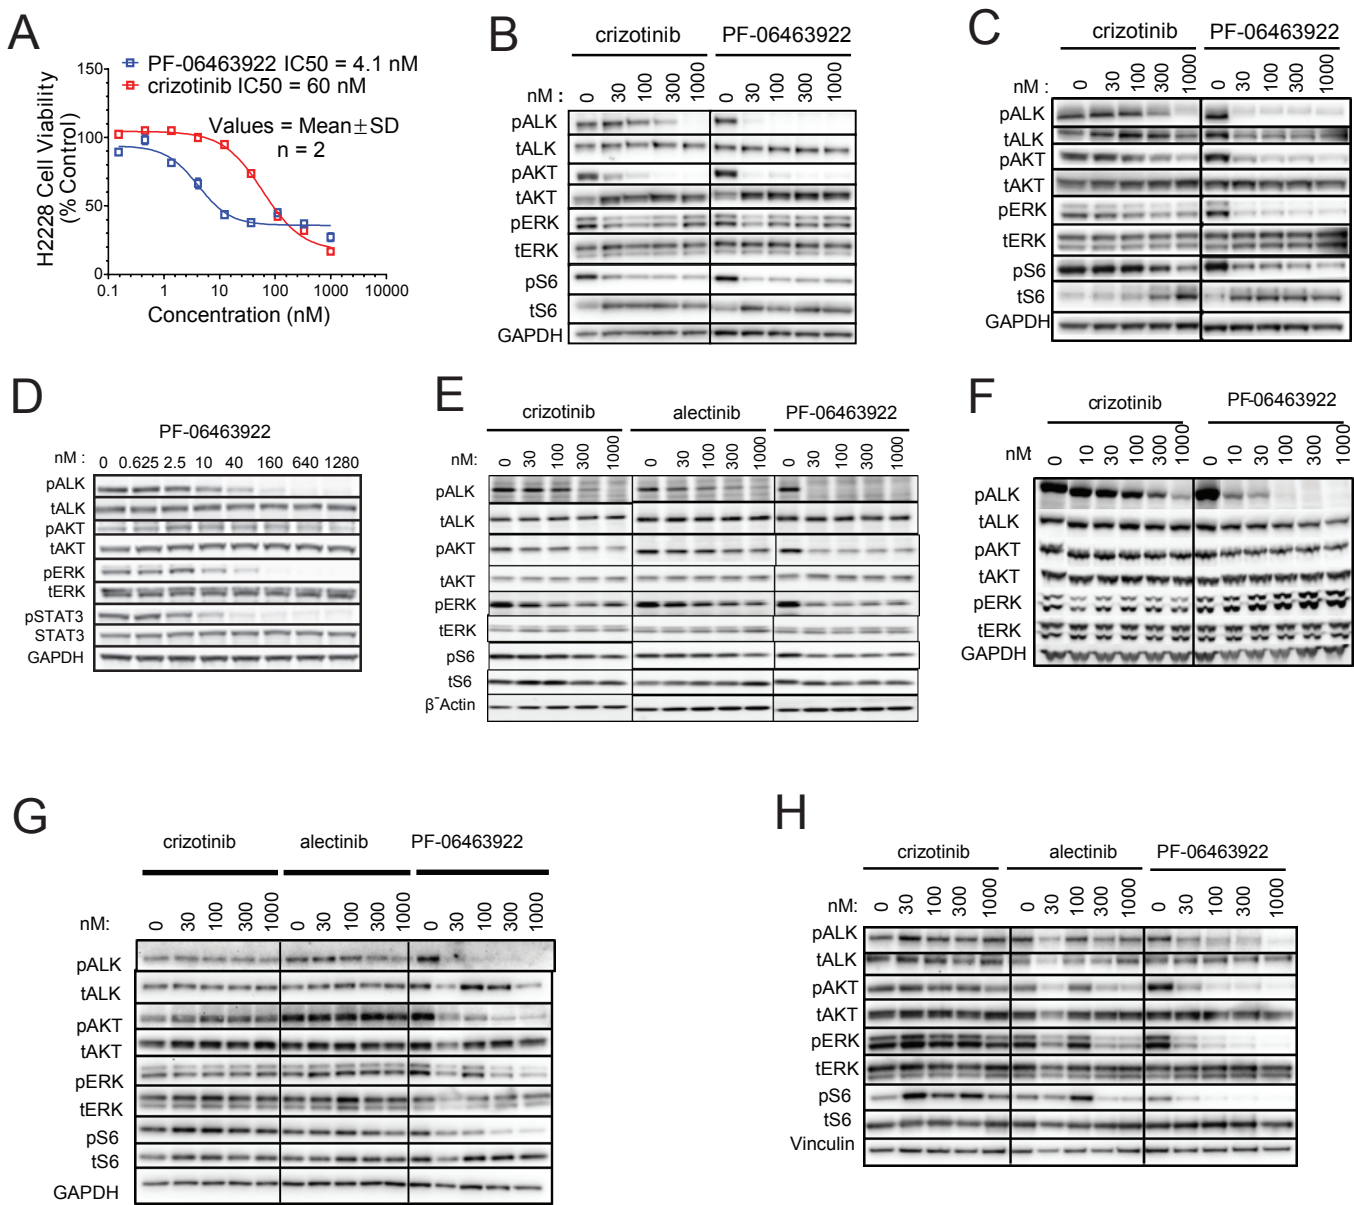 A
PF-06463922 IC50 = 4.1 nM
crizotinib IC50 = 60 nM
Values = Mean±SD
n = 2
H2228 Cell Viability
(% Control)
150
100
50
0
0.1 1 10 100 1000 10000
Concentration (nM)
B
crizotinib PF-06463922
nM : 0 30 100 300 1000 0 30 100 300 1000
pALK
tALK
pAKT
tAKT
pERK
tERK
pS6
tS6
GAPDH
C
crizotinib PF-06463922
nM : 0 30 100 300 1000 0 30 100 300 1000
pALK
tALK
pAKT
tAKT
pERK
tERK
pS6
tS6
GAPDH
D
PF-06463922
nM : 0 0.625 2.5 10 40 160 640 1280
pALK
tALK
pAKT
tAKT
pERK
tERK
pSTAT3
STAT3
GAPDH
E
crizotinib alectinib PF-06463922
nM: 0 30 100 300 1000 0 30 100 300 1000 0 30 100 300 1000
pALK
tALK
pAKT
tAKT
pERK
tERK
pS6
tS6
β-Actin
F
crizotinib PF-06463922
nM: 0 10 30 100 300 1000 0 10 30 100 300 1000
pALK
tALK
pAKT
tAKT
pERK
tERK
GAPDH
G
crizotinib alectinib PF-06463922
nM: 0 30 100 300 1000 0 30 100 300 1000 0 30 100 300 1000
pALK
tALK
pAKT
tAKT
pERK
tERK
pS6
tS6
GAPDH
H
crizotinib alectinib PF-06463922
nM: 0 30 100 300 1000 0 30 100 300 1000 0 30 100 300 1000
pALK
tALK
pAKT
tAKT
pERK
tERK
pS6
tS6
Vinculin